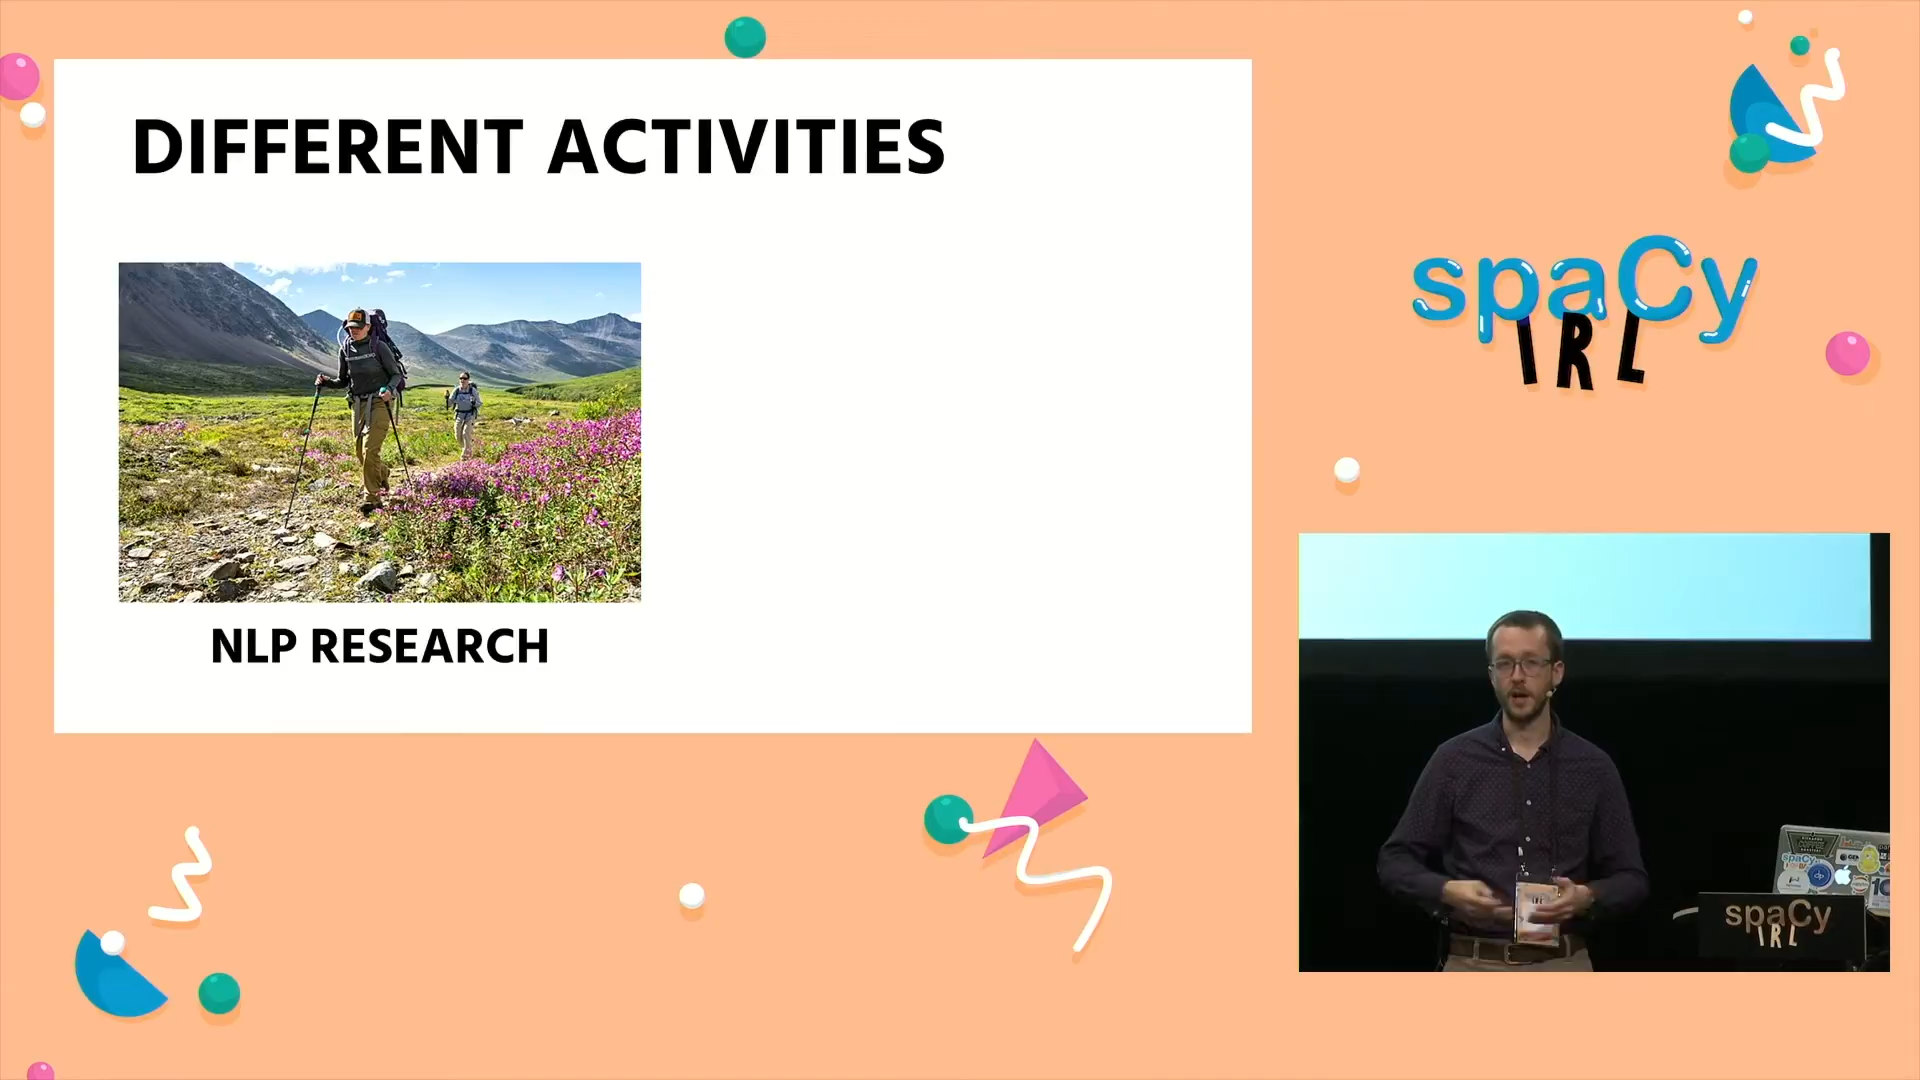 DIFFERENT ACTIVITIES
NLP RESEARCH
spaCy
IRL
spaCy
IRL